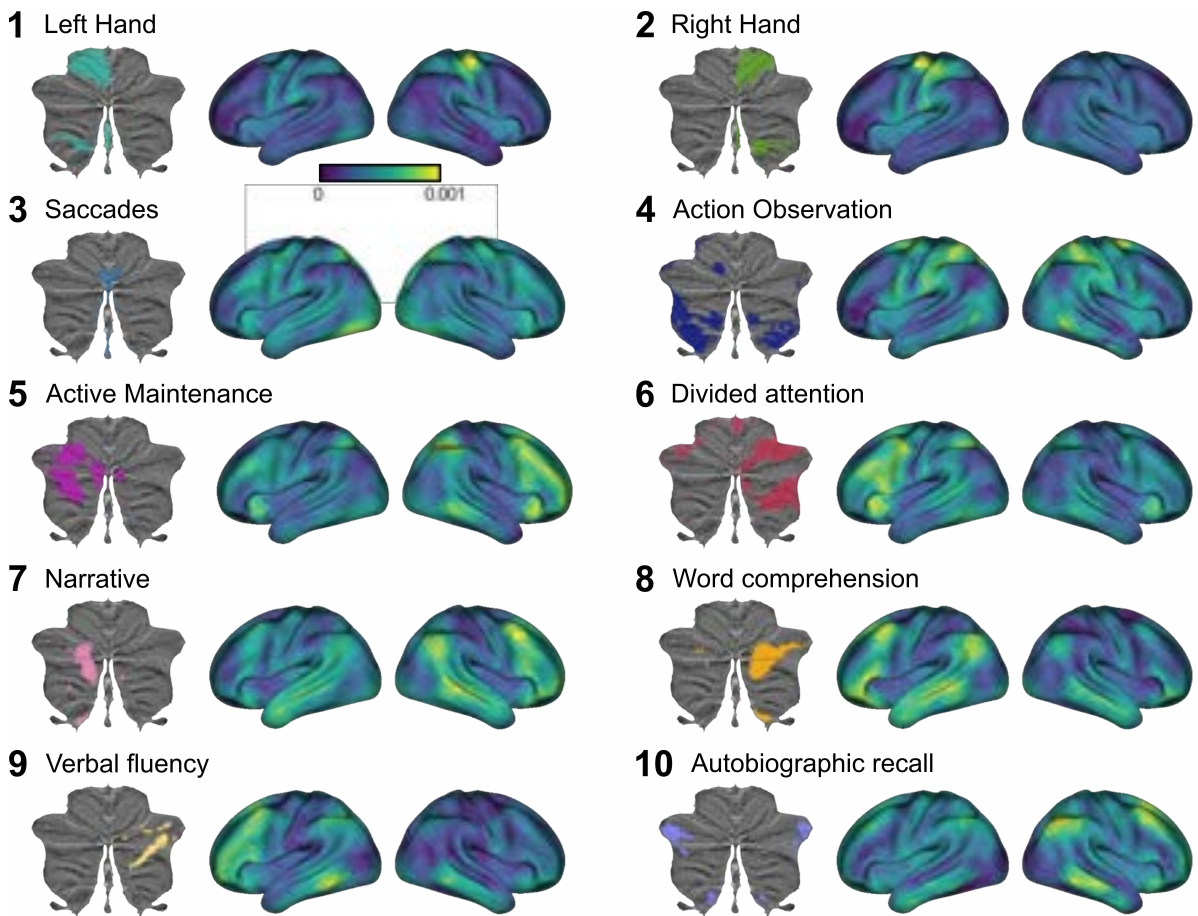 1 Left Hand
2 Right Hand
0 0.001
3 Saccades
4 Action Observation
5 Active Maintenance
6 Divided attention
7 Narrative
8 Word comprehension
9 Verbal fluency
10 Autobiographic recall